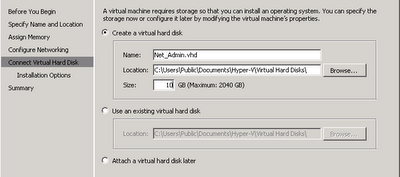 Before You Begin
Specify Name and Location
Assign Memory
Configure Networking
Connect Virtual Hard Disk
Installation Options
Summary
A virtual machine requires storage so that you can install an operating system. You can specify the
storage now or configure it later by modifying the virtual machine's properties.
Create a virtual hard disk
Name: Net_Admin.vhd
Location: C:\Users\Public\Documents\Hyper-V\Virtual Hard Disks\ Browse...
Size: 10 GB (Maximum: 2040 GB)
Use an existing virtual hard disk
Location: C:\Users\Public\Documents\Hyper-V\Virtual Hard Disks\ Browse...
Attach a virtual hard disk later